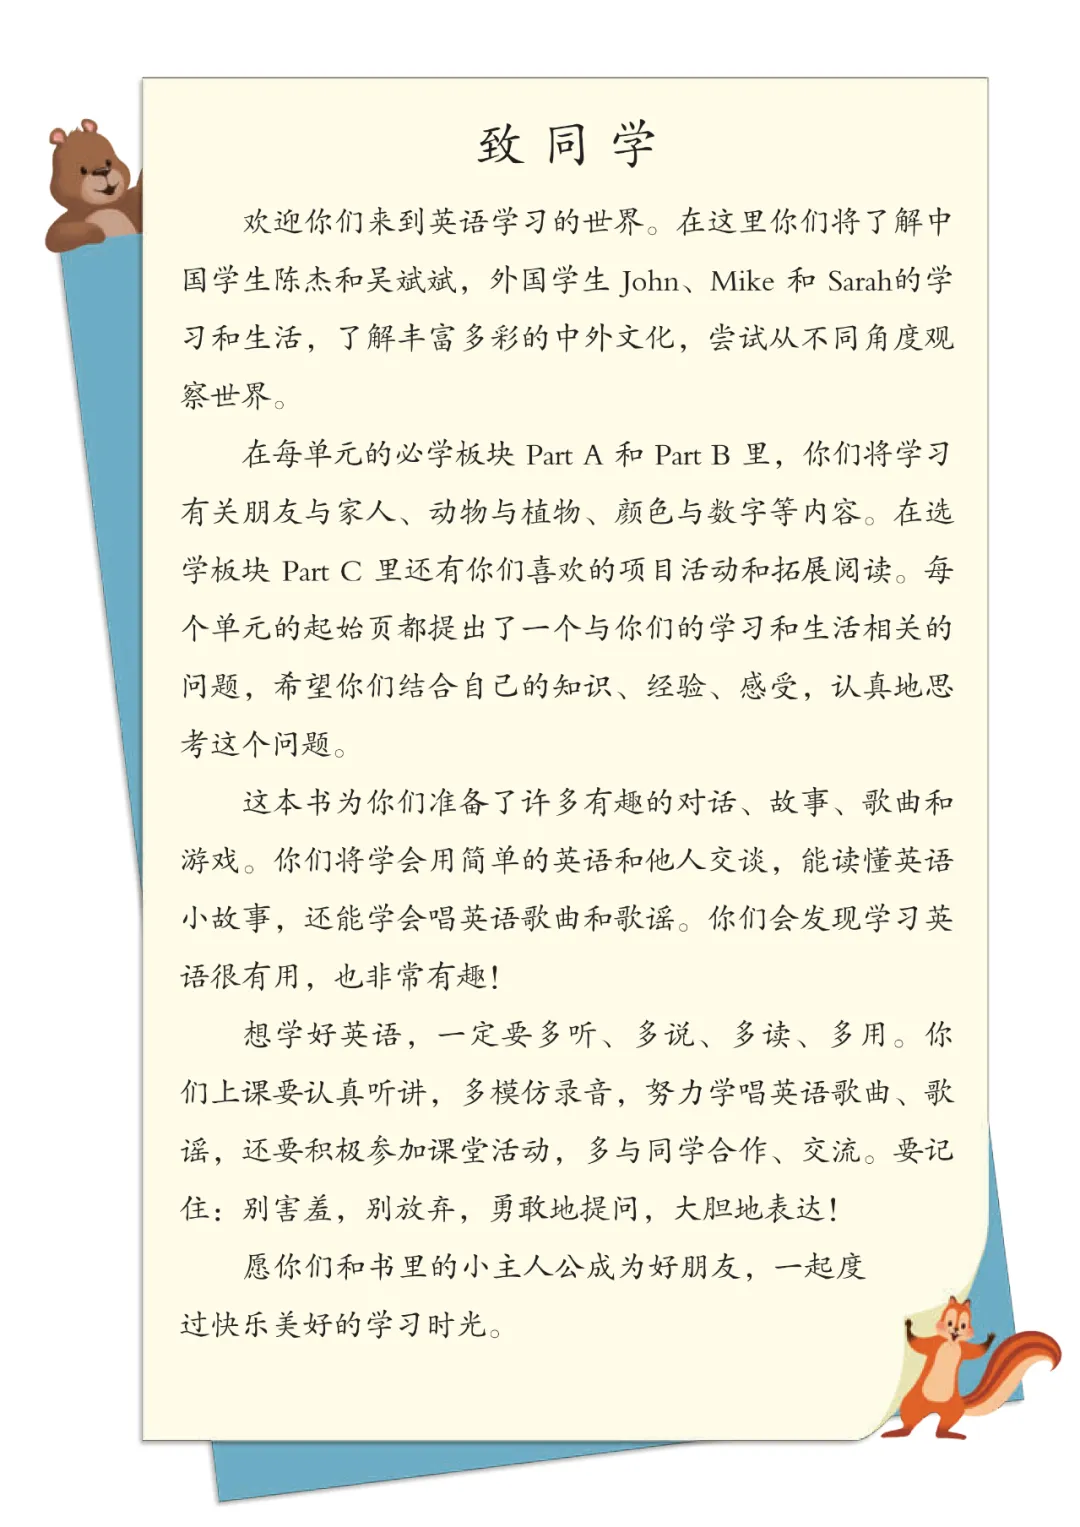 致同学
欢迎你们来到英语学习的世界。在这里你们将了解中
国学生陈杰和吴斌斌，外国学生 John、Mike 和 Sarah的学
习和生活，了解丰富多彩的中外文化，尝试从不同角度观
察世界。
在每单元的必学板块 Part A 和 Part B 里，你们将学习
有关朋友与家人、动物与植物、颜色与数字等内容。在选
学板块 Part C 里还有你们喜欢的项目活动和拓展阅读。每
个单元的起始页都提出了一个与你们的学习和生活相关的
问题，希望你们结合自己的知识、经验、感受，认真地思
考这个问题。
这本书为你们准备了许多有趣的对话、故事、歌曲和
游戏。你们将学会用简单的英语和他人交谈，能读懂英语
小故事，还能学会唱英语歌曲和歌谣。你们会发现学习英
语很有用，也非常有趣！
想学好英语，一定要多听、多说、多读、多用。你
们上课要认真听讲，多模仿录音，努力学唱英语歌曲、歌
谣，还要积极参加课堂活动，多与同学合作、交流。要记
住：别害羞，别放弃，勇敢地提问，大胆地表达！
愿你们和书里的小主人公成为好朋友，一起度
过快乐美好的学习时光。